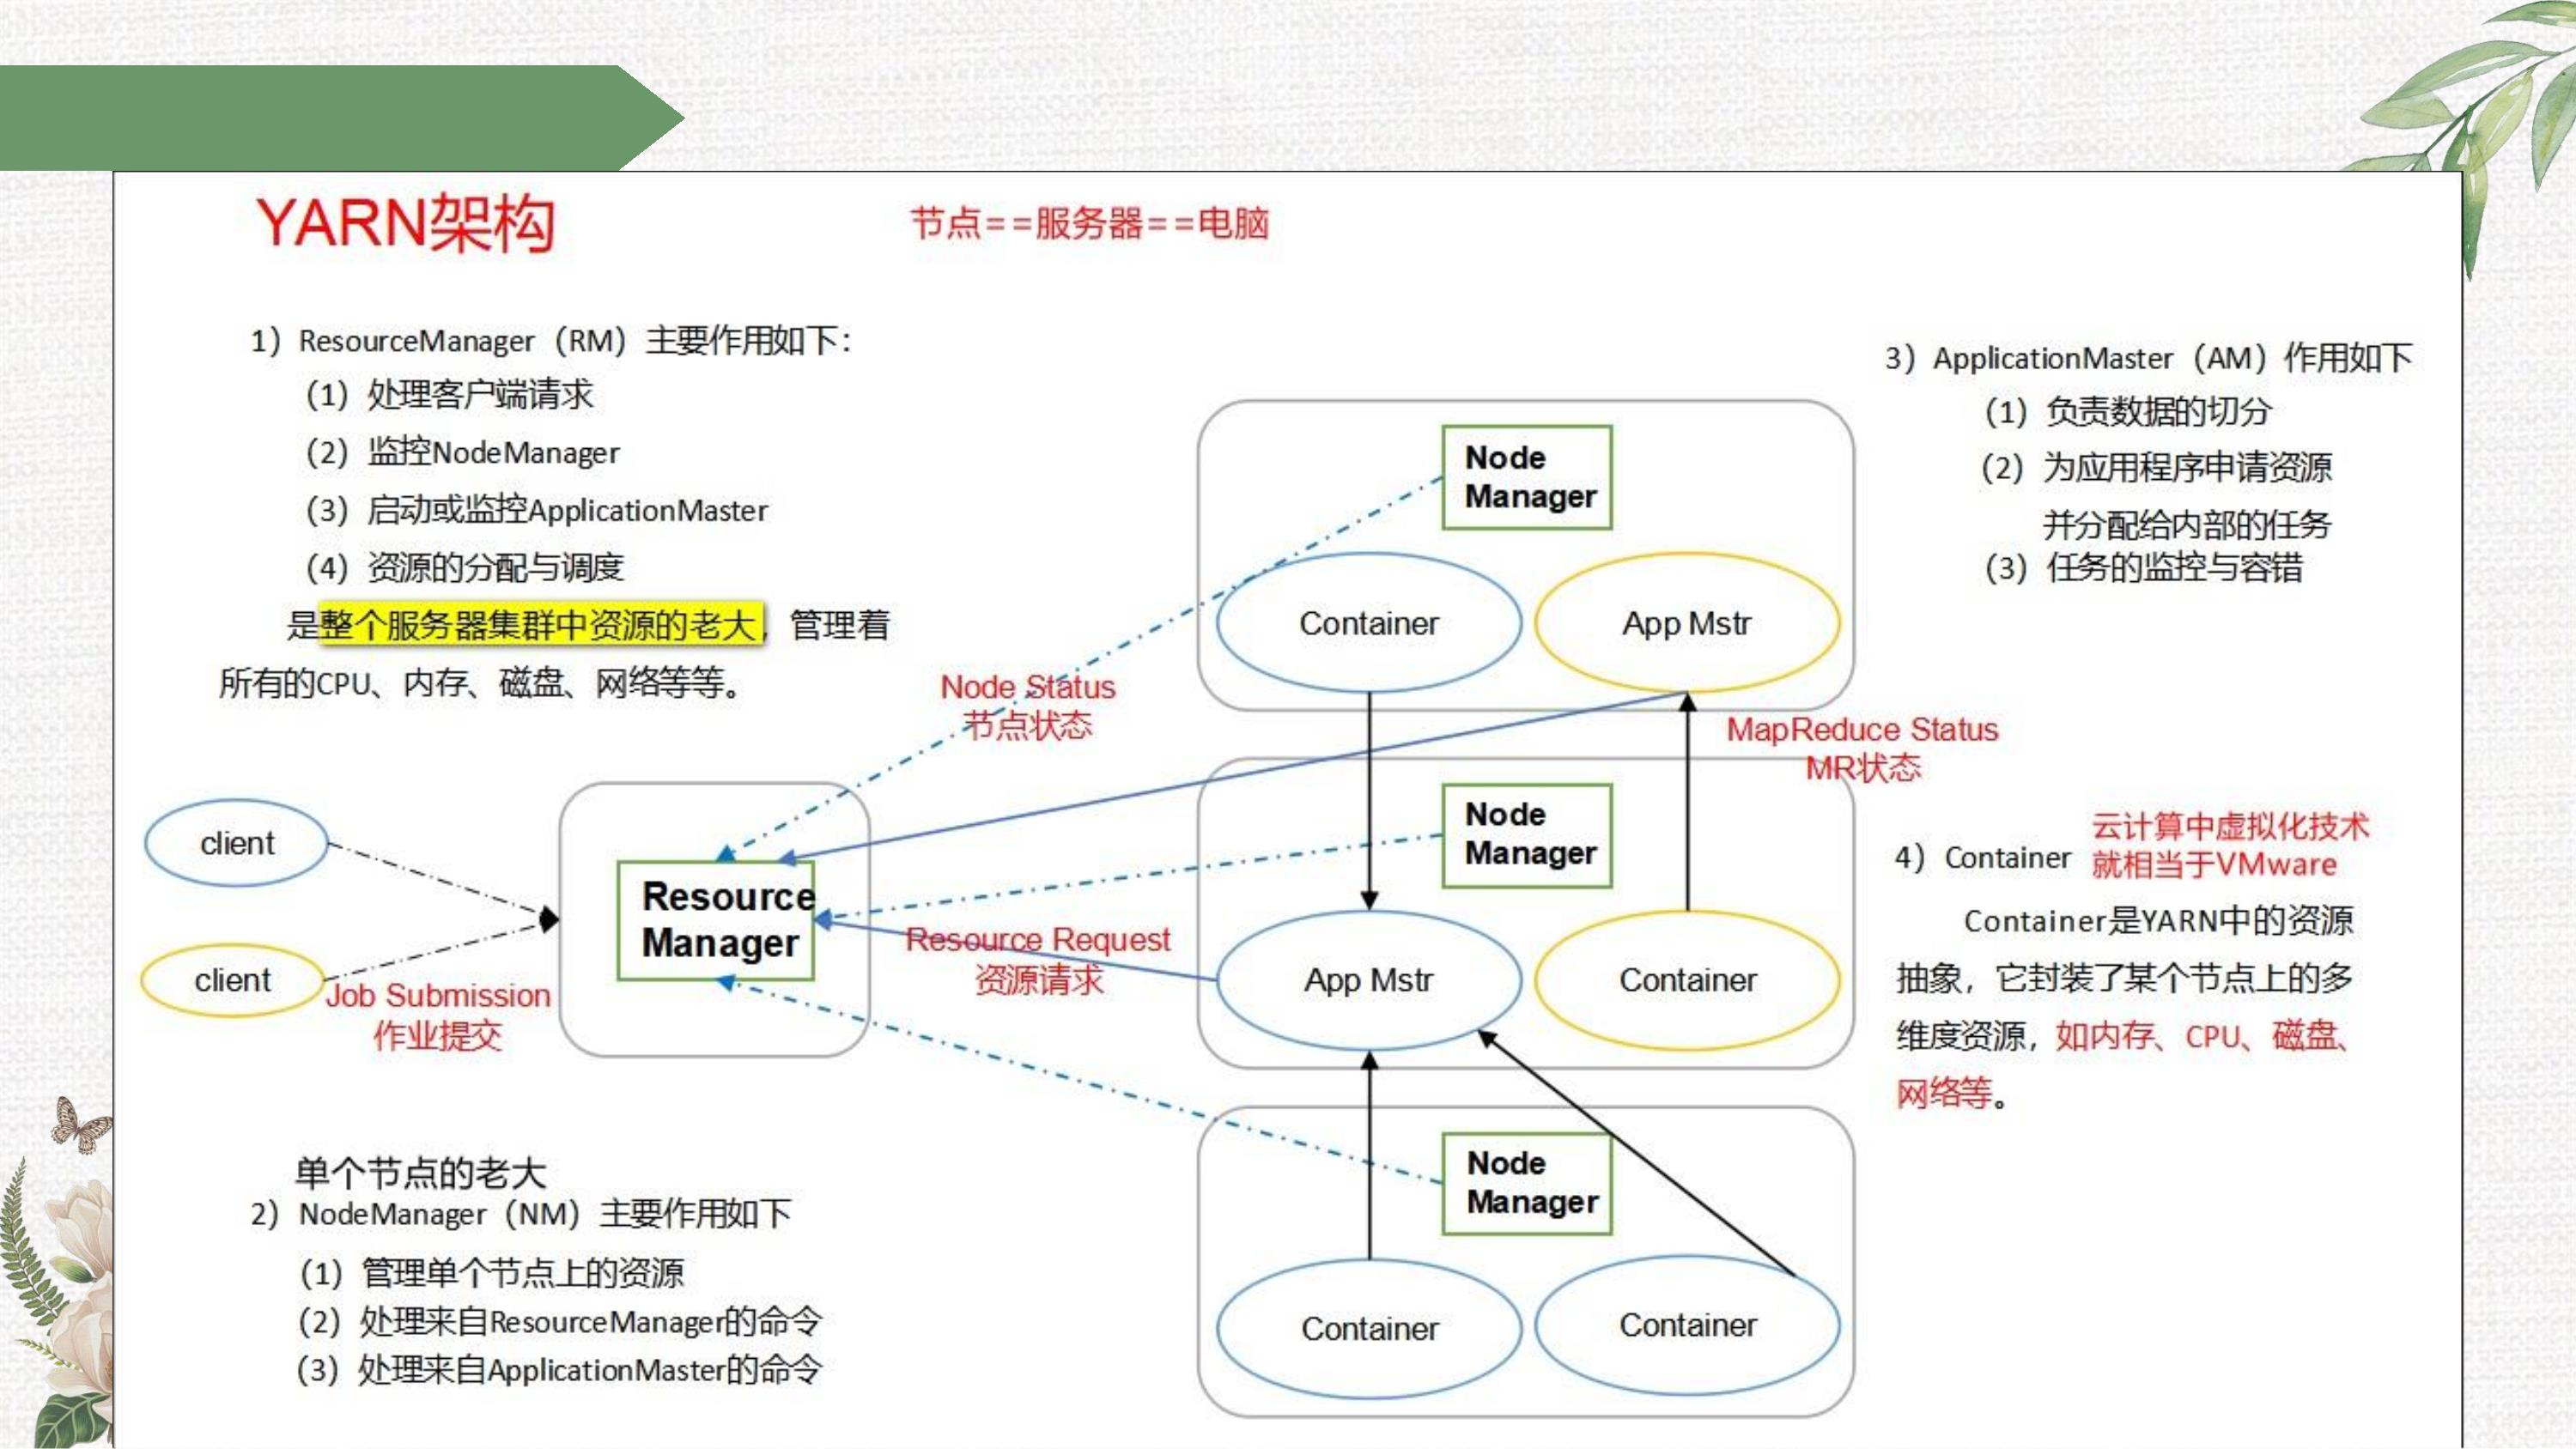 YARN架构
节点==服务器==电脑
1）ResourceManager（RM）主要作用如下：
（1）处理客户端请求
（2）监控NodeManager
（3）启动或监控ApplicationMaster
（4）资源的分配与调度
是整个服务器集群中资源的老大，管理着
所有的CPU、内存、磁盘、网络等等。
3）ApplicationMaster（AM）作用如下
（1）负责数据的切分
（2）为应用程序申请资源
并分配给内部的任务
（3）任务的监控与容错
Node
Manager
Container
App Mstr
Node Status
节点状态
MapReduce Status
MR状态
client
client
Job Submission
作业提交
Resource
Manager
Resource Request
资源请求
Node
Manager
App Mstr
Container
4）Container
云计算中虚拟化技术
就相当于VMware
Container是YARN中的资源
抽象，它封装了某个节点上的多
维度资源，如内存、CPU、磁盘、
网络等。
单个节点的老大
2）NodeManager（NM）主要作用如下
（1）管理单个节点上的资源
（2）处理来自ResourceManager的命令
（3）处理来自ApplicationMaster的命令
Node
Manager
Container
Container